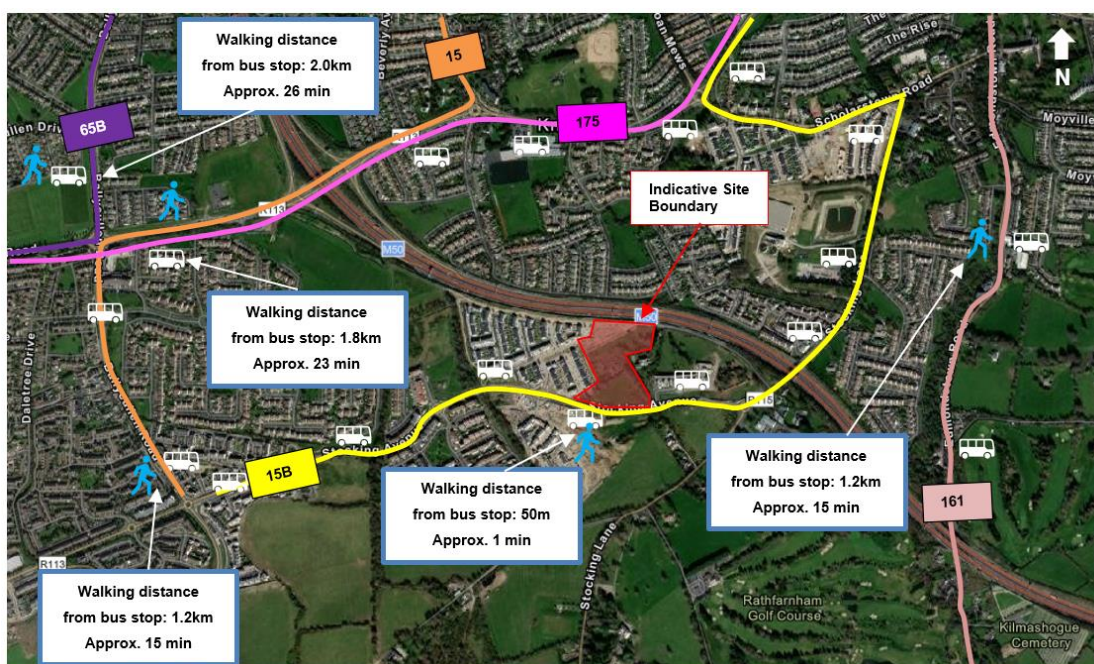 Walking distance
from bus stop: 2.0km
Approx. 26 min
15
65B
175
R113
Scholarstown Road
The Rise
N
Moyville
Indicative Site
Boundary
R113
M50
M50
Walking distance
from bus stop: 1.8km
Approx. 23 min
Daletree Drive
R115
Stocking Avenue
15B
Walking distance
from bus stop: 50m
Approx. 1 min
Walking distance
from bus stop: 1.2km
Approx. 15 min
161
Stocking Lane
R113
Walking distance
from bus stop: 1.2km
Approx. 15 min
Rathfarnham
Golf Course
Kilmashogue
Cemetery